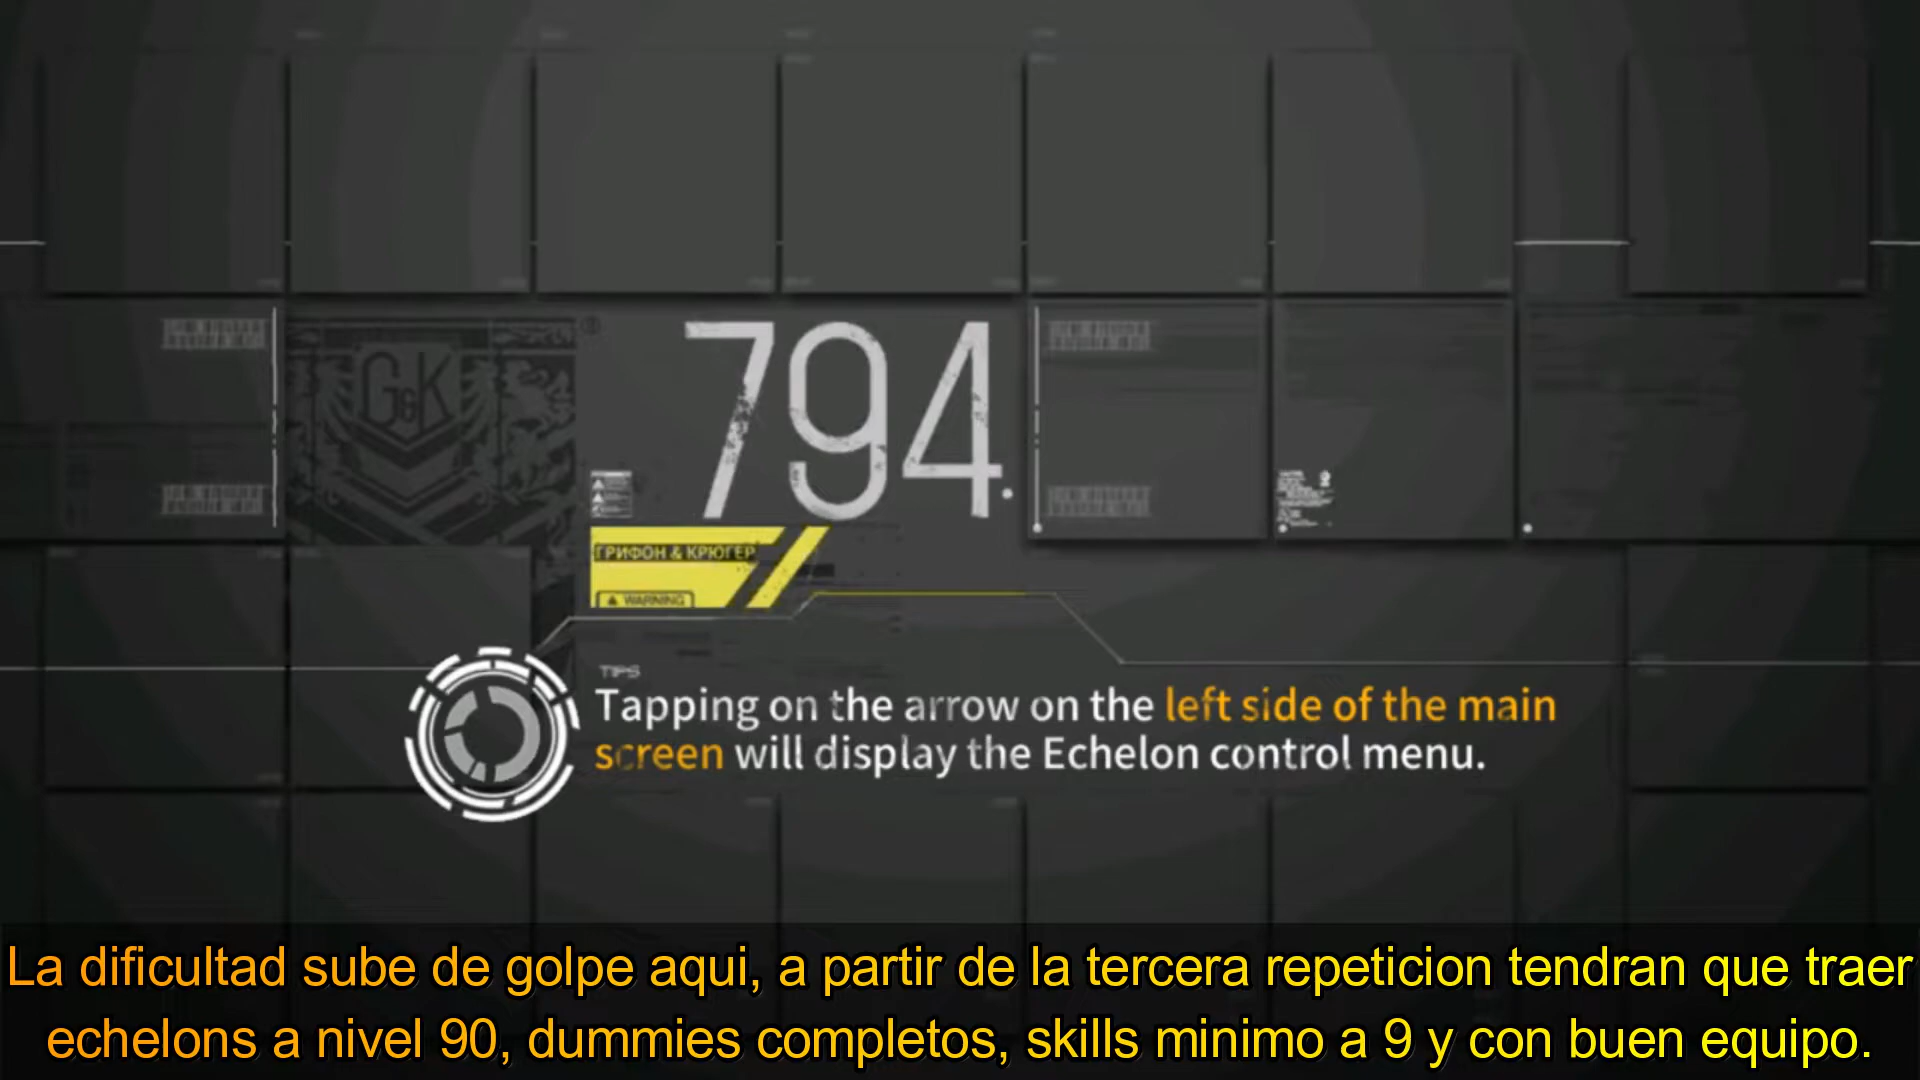 G&K
794.
ГРИФОН & КРЮГЕР
WARNING
TIPS
Tapping on the arrow on the left side of the main
screen will display the Echelon control menu.
La dificultad sube de golpe aqui, a partir de la tercera repeticion tendran que traer
echelons a nivel 90, dummies completos, skills minimo a 9 y con buen equipo.